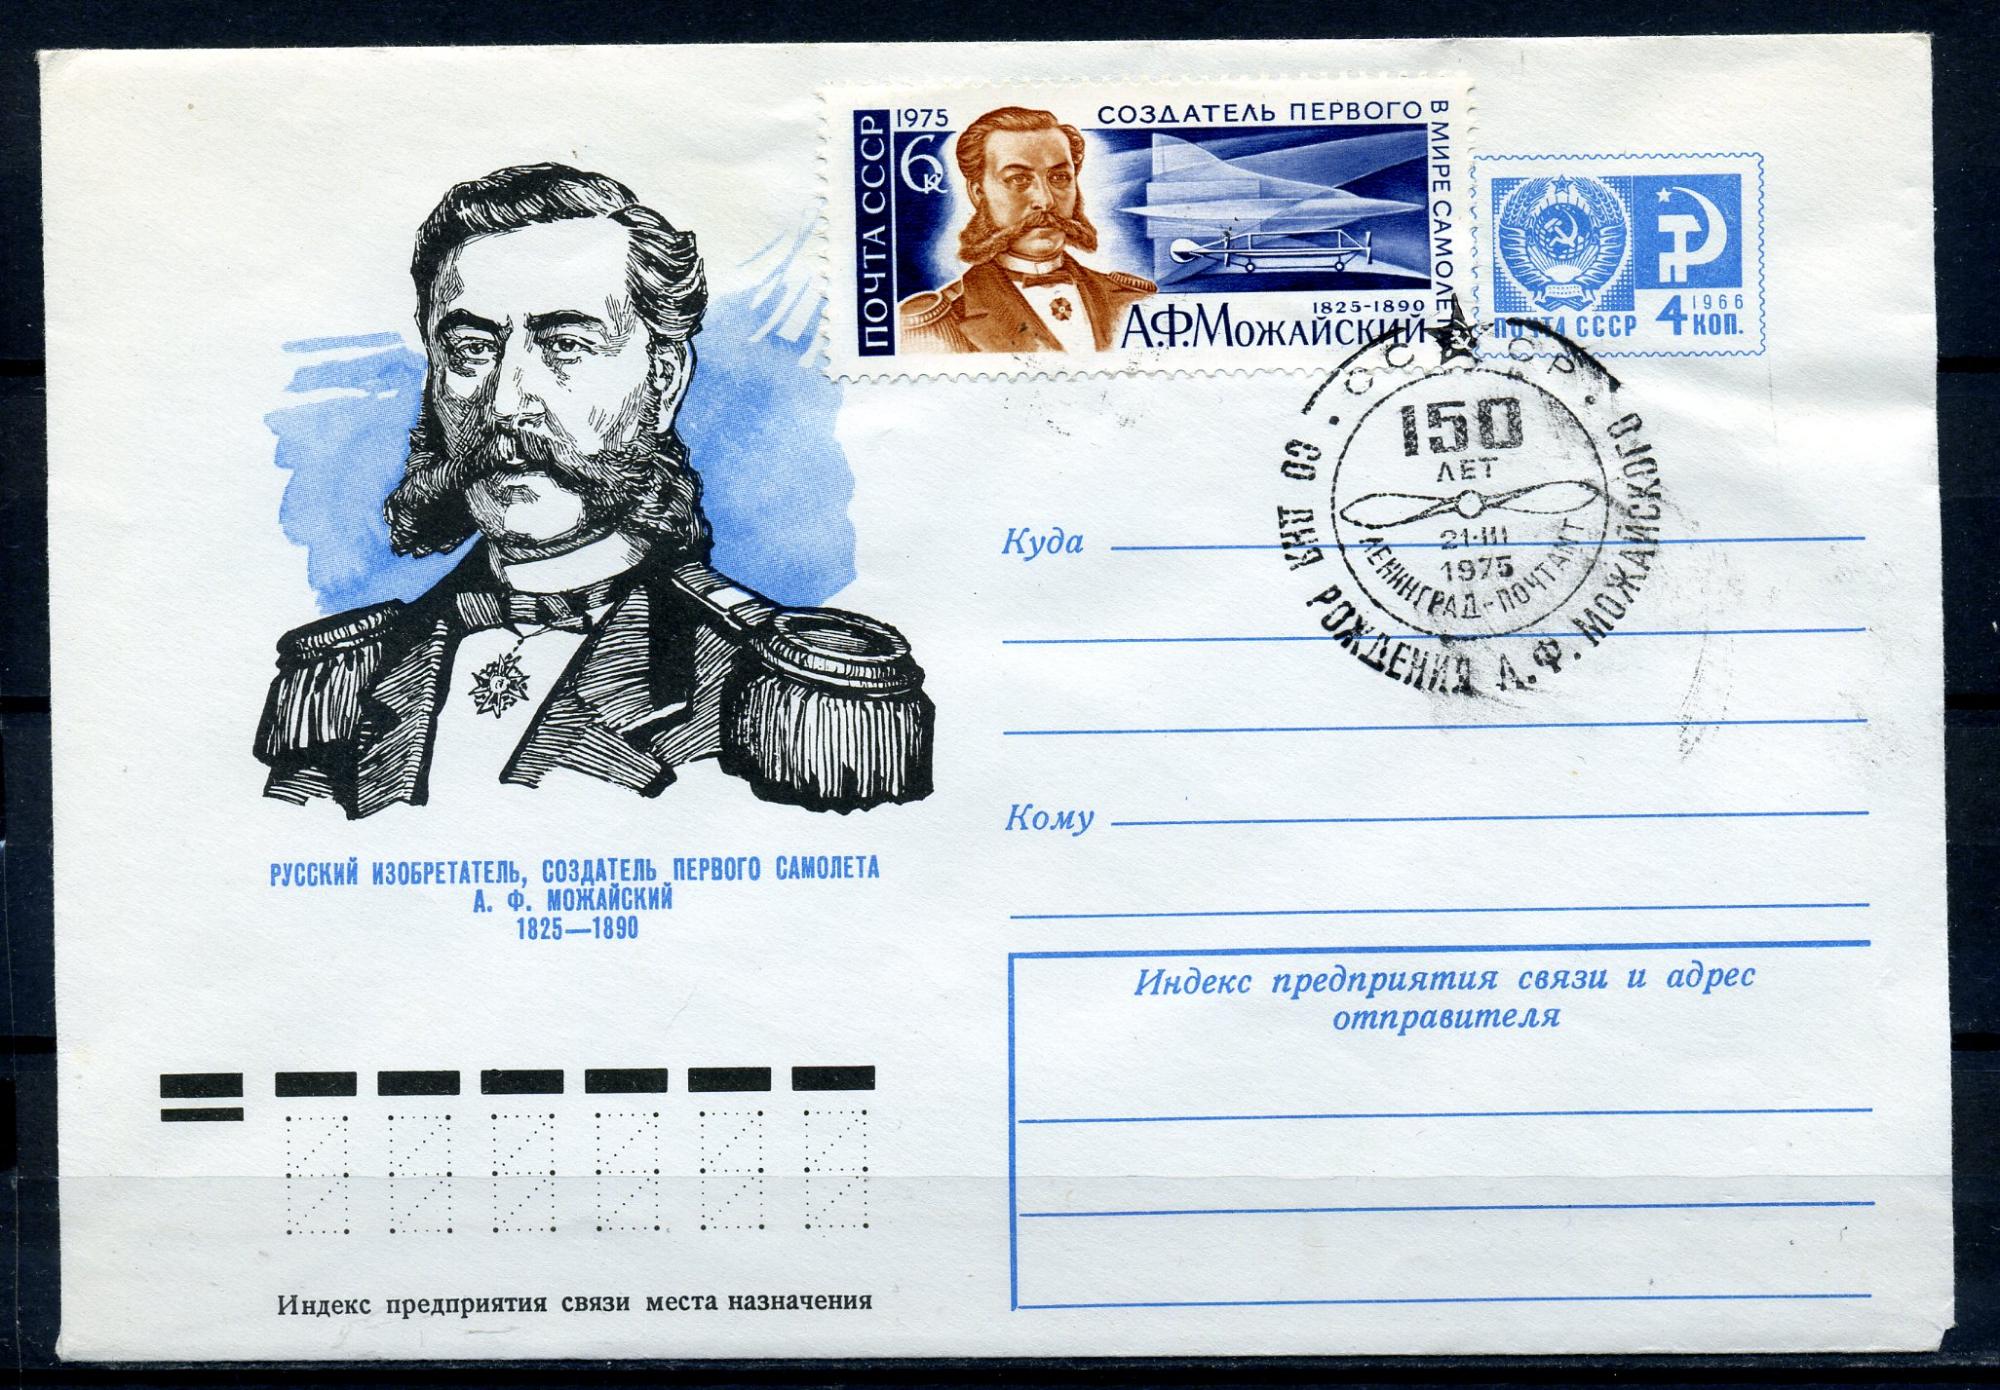 ПОЧТА СССР
1975
6к
СОЗДАТЕЛЬ ПЕРВОГО
В МИРЕ САМОЛЕТА
1825-1890
А.Ф.МОЖАЙСКИЙ
ПОЧТА СССР
1966
4 КОП.
СССР
150
ЛЕТ
21·III
1975
ЛЕНИНГРАД-ПОЧТАМТ
СО ДНЯ РОЖДЕНИЯ А. Ф. МОЖАЙСКОГО
Куда
Кому
РУССКИЙ ИЗОБРЕТАТЕЛЬ, СОЗДАТЕЛЬ ПЕРВОГО САМОЛЕТА
А. Ф. МОЖАЙСКИЙ
1825—1890
Индекс предприятия связи и адрес
отправителя
Индекс предприятия связи места назначения